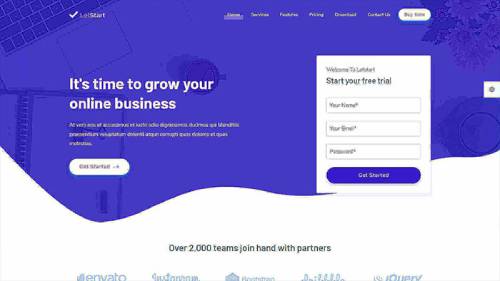 LetStart
Home Services Features Pricing Download Contact Us Buy Now
It's time to grow your
online business
At vero eos et accusamus et iusto odio dignissimos ducimus qui blanditiis
praesentium voluptatum deleniti atque corrupti quos dolores et quas
molestias.
Get Started
Welcome To Letstart
Start your free trial
Your Name*
Your Email*
Password*
Get Started
Over 2,000 teams join hand with partners
envato
Bootstrap
dribbble
jQuery